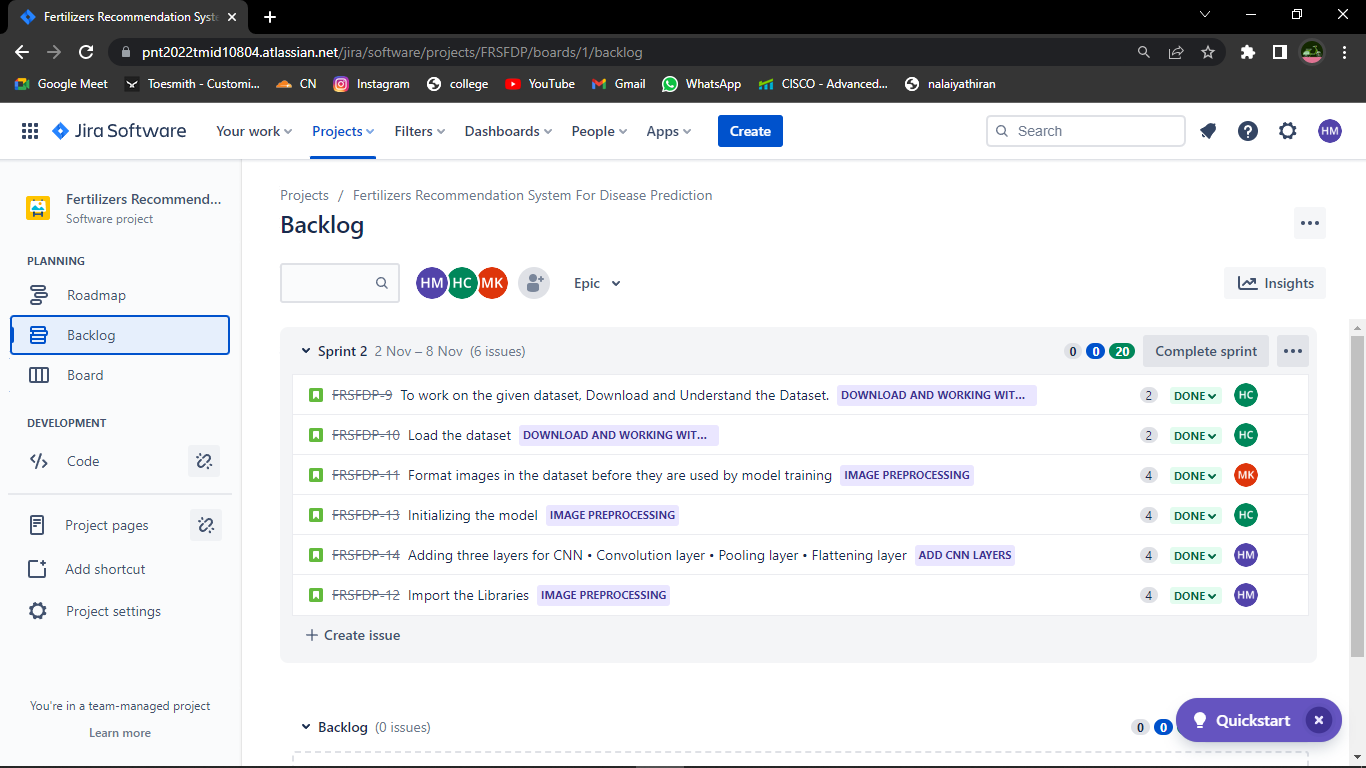 Fertilizers Recommendation Syste
pnt2022tmid10804.atlassian.net/jira/software/projects/FRSFDP/boards/1/backlog
Google Meet Toesmith - Customi... CN Instagram college YouTube Gmail WhatsApp CISCO - Advanced... nalaiyathiran
Jira Software Your work Projects Filters Dashboards People Apps Create Search HM
Fertilizers Recommend...
Software project
PLANNING
Roadmap
Backlog
Board
DEVELOPMENT
Code
Project pages
Add shortcut
Project settings
You're in a team-managed project
Learn more
Projects / Fertilizers Recommendation System For Disease Prediction
Backlog
HM HC MK Epic Insights
Sprint 2 2 Nov – 8 Nov (6 issues) 0 0 20 Complete sprint
FRSFDP-9 To work on the given dataset, Download and Understand the Dataset. DOWNLOAD AND WORKING WIT... 2 DONE HC
FRSFDP-10 Load the dataset DOWNLOAD AND WORKING WIT... 2 DONE HC
FRSFDP-11 Format images in the dataset before they are used by model training IMAGE PREPROCESSING 4 DONE MK
FRSFDP-13 Initializing the model IMAGE PREPROCESSING 4 DONE HC
FRSFDP-14 Adding three layers for CNN • Convolution layer • Pooling layer • Flattening layer ADD CNN LAYERS 4 DONE HM
FRSFDP-12 Import the Libraries IMAGE PREPROCESSING 4 DONE HM
+ Create issue
Backlog (0 issues) 0 0
Quickstart